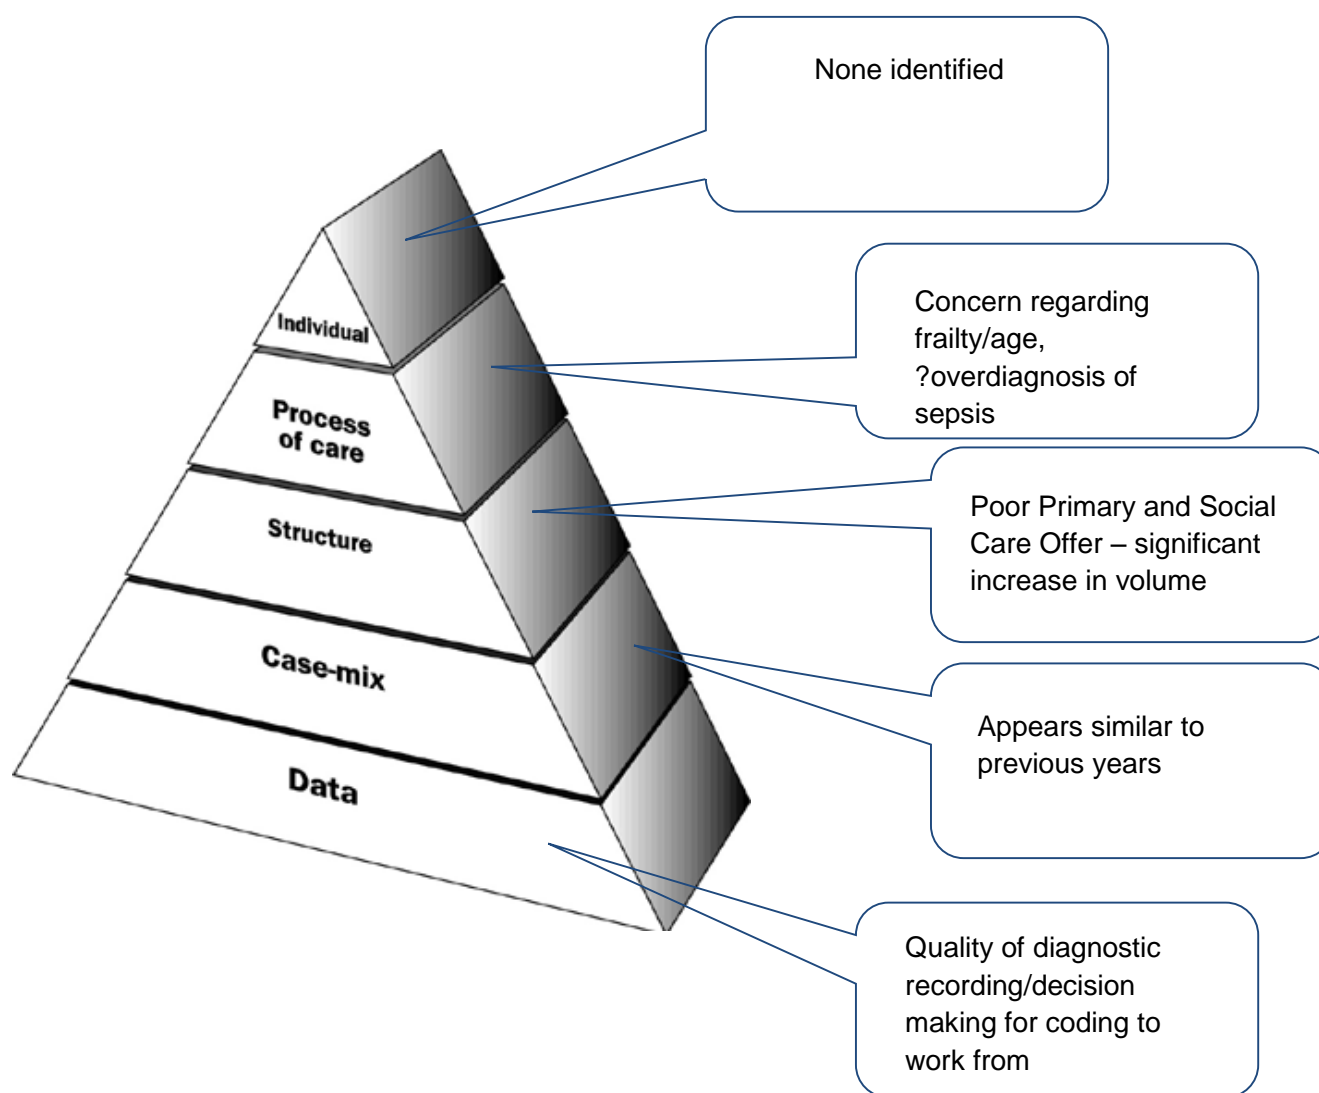 None identified
Individual
Concern regarding
frailty/age,
?overdiagnosis of
sepsis
Process
of care
Poor Primary and Social
Care Offer – significant
increase in volume
Structure
Case-mix
Appears similar to
previous years
Data
Quality of diagnostic
recording/decision
making for coding to
work from